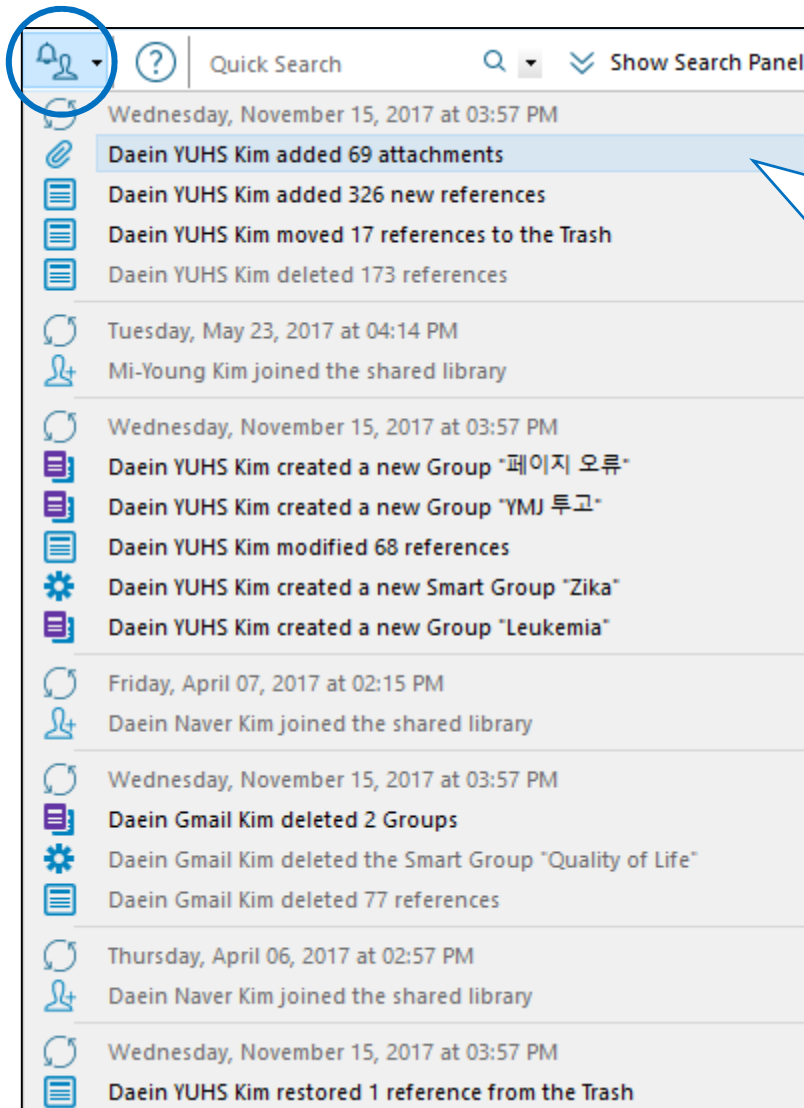 ? Quick Search Show Search Panel
Wednesday, November 15, 2017 at 03:57 PM
Daein YUHS Kim added 69 attachments
Daein YUHS Kim added 326 new references
Daein YUHS Kim moved 17 references to the Trash
Daein YUHS Kim deleted 173 references
Tuesday, May 23, 2017 at 04:14 PM
Mi-Young Kim joined the shared library
Wednesday, November 15, 2017 at 03:57 PM
Daein YUHS Kim created a new Group "페이지 오류"
Daein YUHS Kim created a new Group "YMJ 투고"
Daein YUHS Kim modified 68 references
Daein YUHS Kim created a new Smart Group "Zika"
Daein YUHS Kim created a new Group "Leukemia"
Friday, April 07, 2017 at 02:15 PM
Daein Naver Kim joined the shared library
Wednesday, November 15, 2017 at 03:57 PM
Daein Gmail Kim deleted 2 Groups
Daein Gmail Kim deleted the Smart Group "Quality of Life"
Daein Gmail Kim deleted 77 references
Thursday, April 06, 2017 at 02:57 PM
Daein Naver Kim joined the shared library
Wednesday, November 15, 2017 at 03:57 PM
Daein YUHS Kim restored 1 reference from the Trash